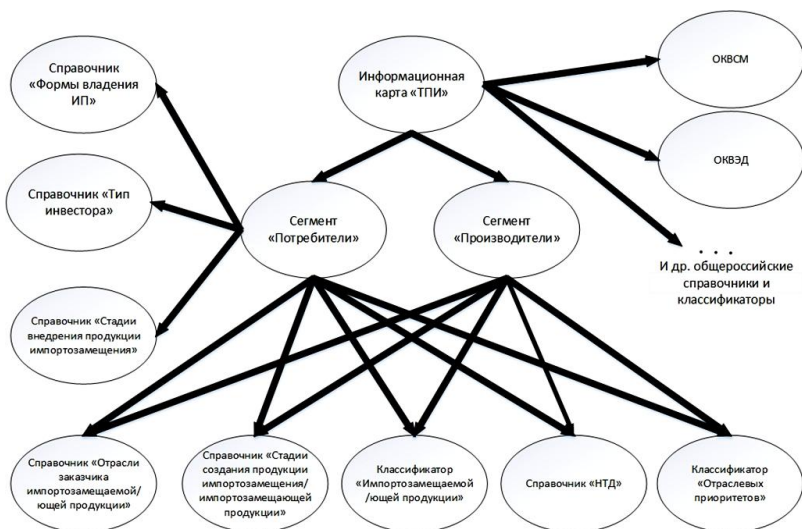 Справочник
«Формы владения
ИП»
Информационная
карта «ТПИ»
ОКВСМ
ОКВЭД
Справочник «Тип
инвестора»
Сегмент
«Потребители»
Сегмент
«Производители»
. . .
И др. общероссийские
справочники и
классификаторы
Справочник «Стадии
внедрения продукции
импортозамещения»
Справочник «Отрасли
заказчика
импортозамещаемой/
ющей продукции»
Справочник «Стадии
создания продукции
импортозамещения/
импортозамещающей
продукции»
Классификатор
«Импортозамещаемой
/ющей продукции»
Справочник «НТД»
Классификатор
«Отраслевых
приоритетов»